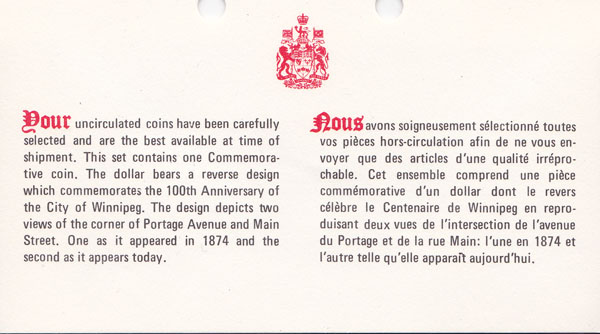 Your uncirculated coins have been carefully
selected and are the best available at time of
shipment. This set contains one Commemora-
tive coin. The dollar bears a reverse design
which commemorates the 100th Anniversary of
the City of Winnipeg. The design depicts two
views of the corner of Portage Avenue and Main
Street. One as it appeared in 1874 and the
second as it appears today.
Nous avons soigneusement sélectionné toutes
vos pièces hors-circulation afin de ne vous en-
voyer que des articles d'une qualité irrépro-
chable. Cet ensemble comprend une pièce
commémorative d'un dollar dont le revers
célèbre le Centenaire de Winnipeg en repro-
duisant deux vues de l'intersection de l'avenue
du Portage et de la rue Main: l'une en 1874 et
l'autre telle qu'elle apparaît aujourd'hui.